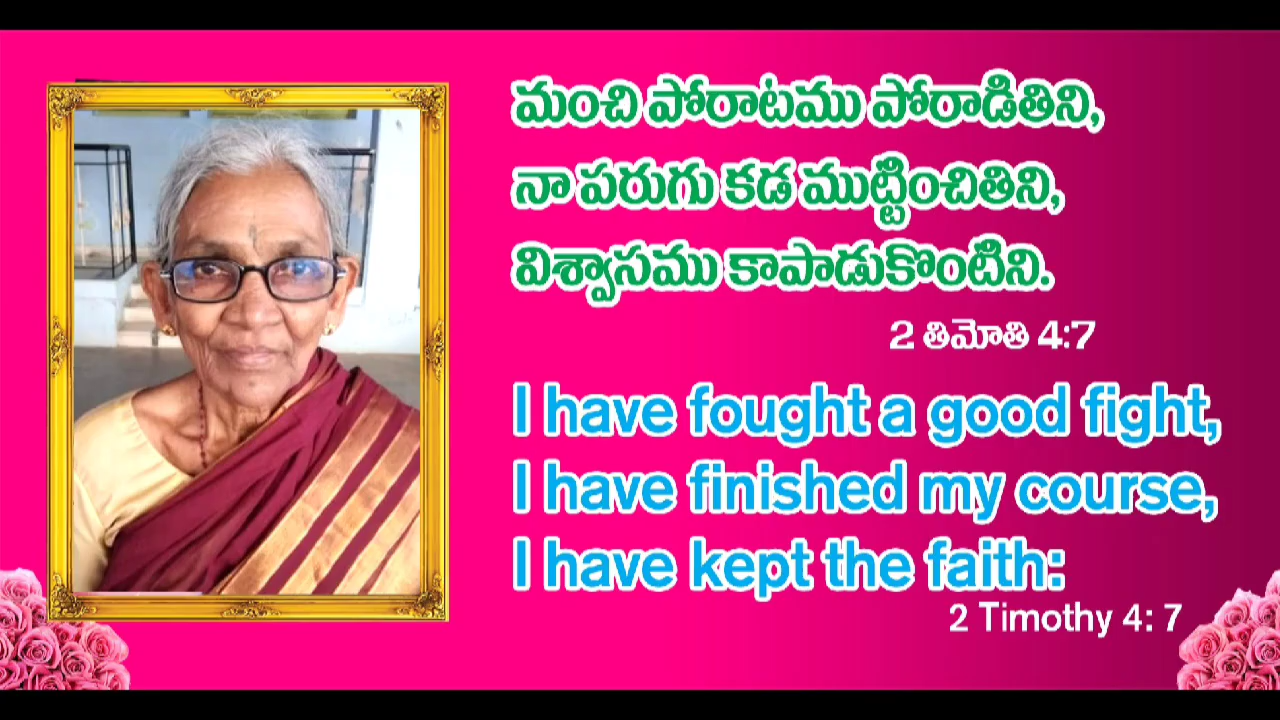 మంచి పోరాటము పోరాడితిని,
నా పరుగు కడ ముట్టించితిని,
విశ్వాసము కాపాడుకొంటిని.
2 తిమోతి 4:7
I have fought a good fight,
I have finished my course,
I have kept the faith:
2 Timothy 4: 7